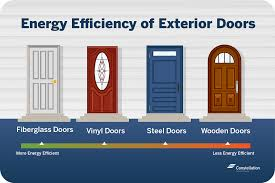 Energy Efficiency of Exterior Doors
Fiberglass Doors Vinyl Doors Steel Doors Wooden Doors
More Energy Efficient Less Energy Efficient
Constellation